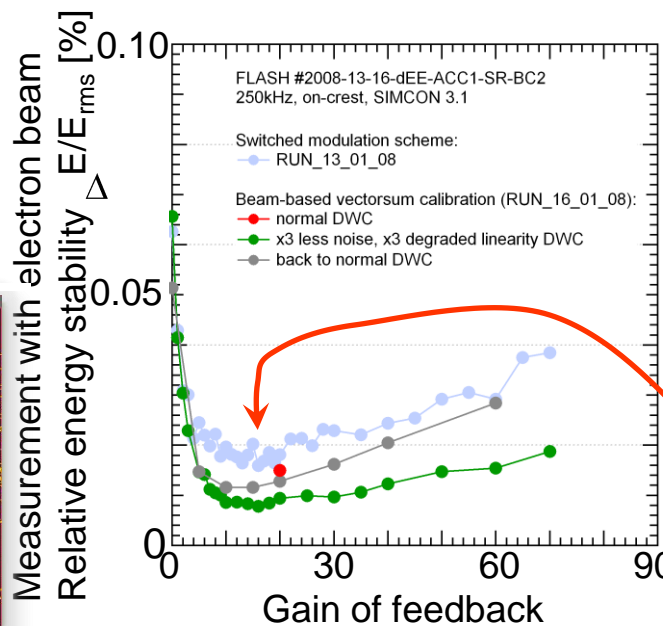 Measurement with electron beam
Relative energy stability △ E/Erms [%]
0.10
0.05
0
FLASH #2008-13-16-dEE-ACC1-SR-BC2
250kHz, on-crest, SIMCON 3.1
Switched modulation scheme:
RUN_13_01_08
Beam-based vectorsum calibration (RUN_16_01_08):
normal DWC
x3 less noise, x3 degraded linearity DWC
back to normal DWC
0 30 60 90
Gain of feedback